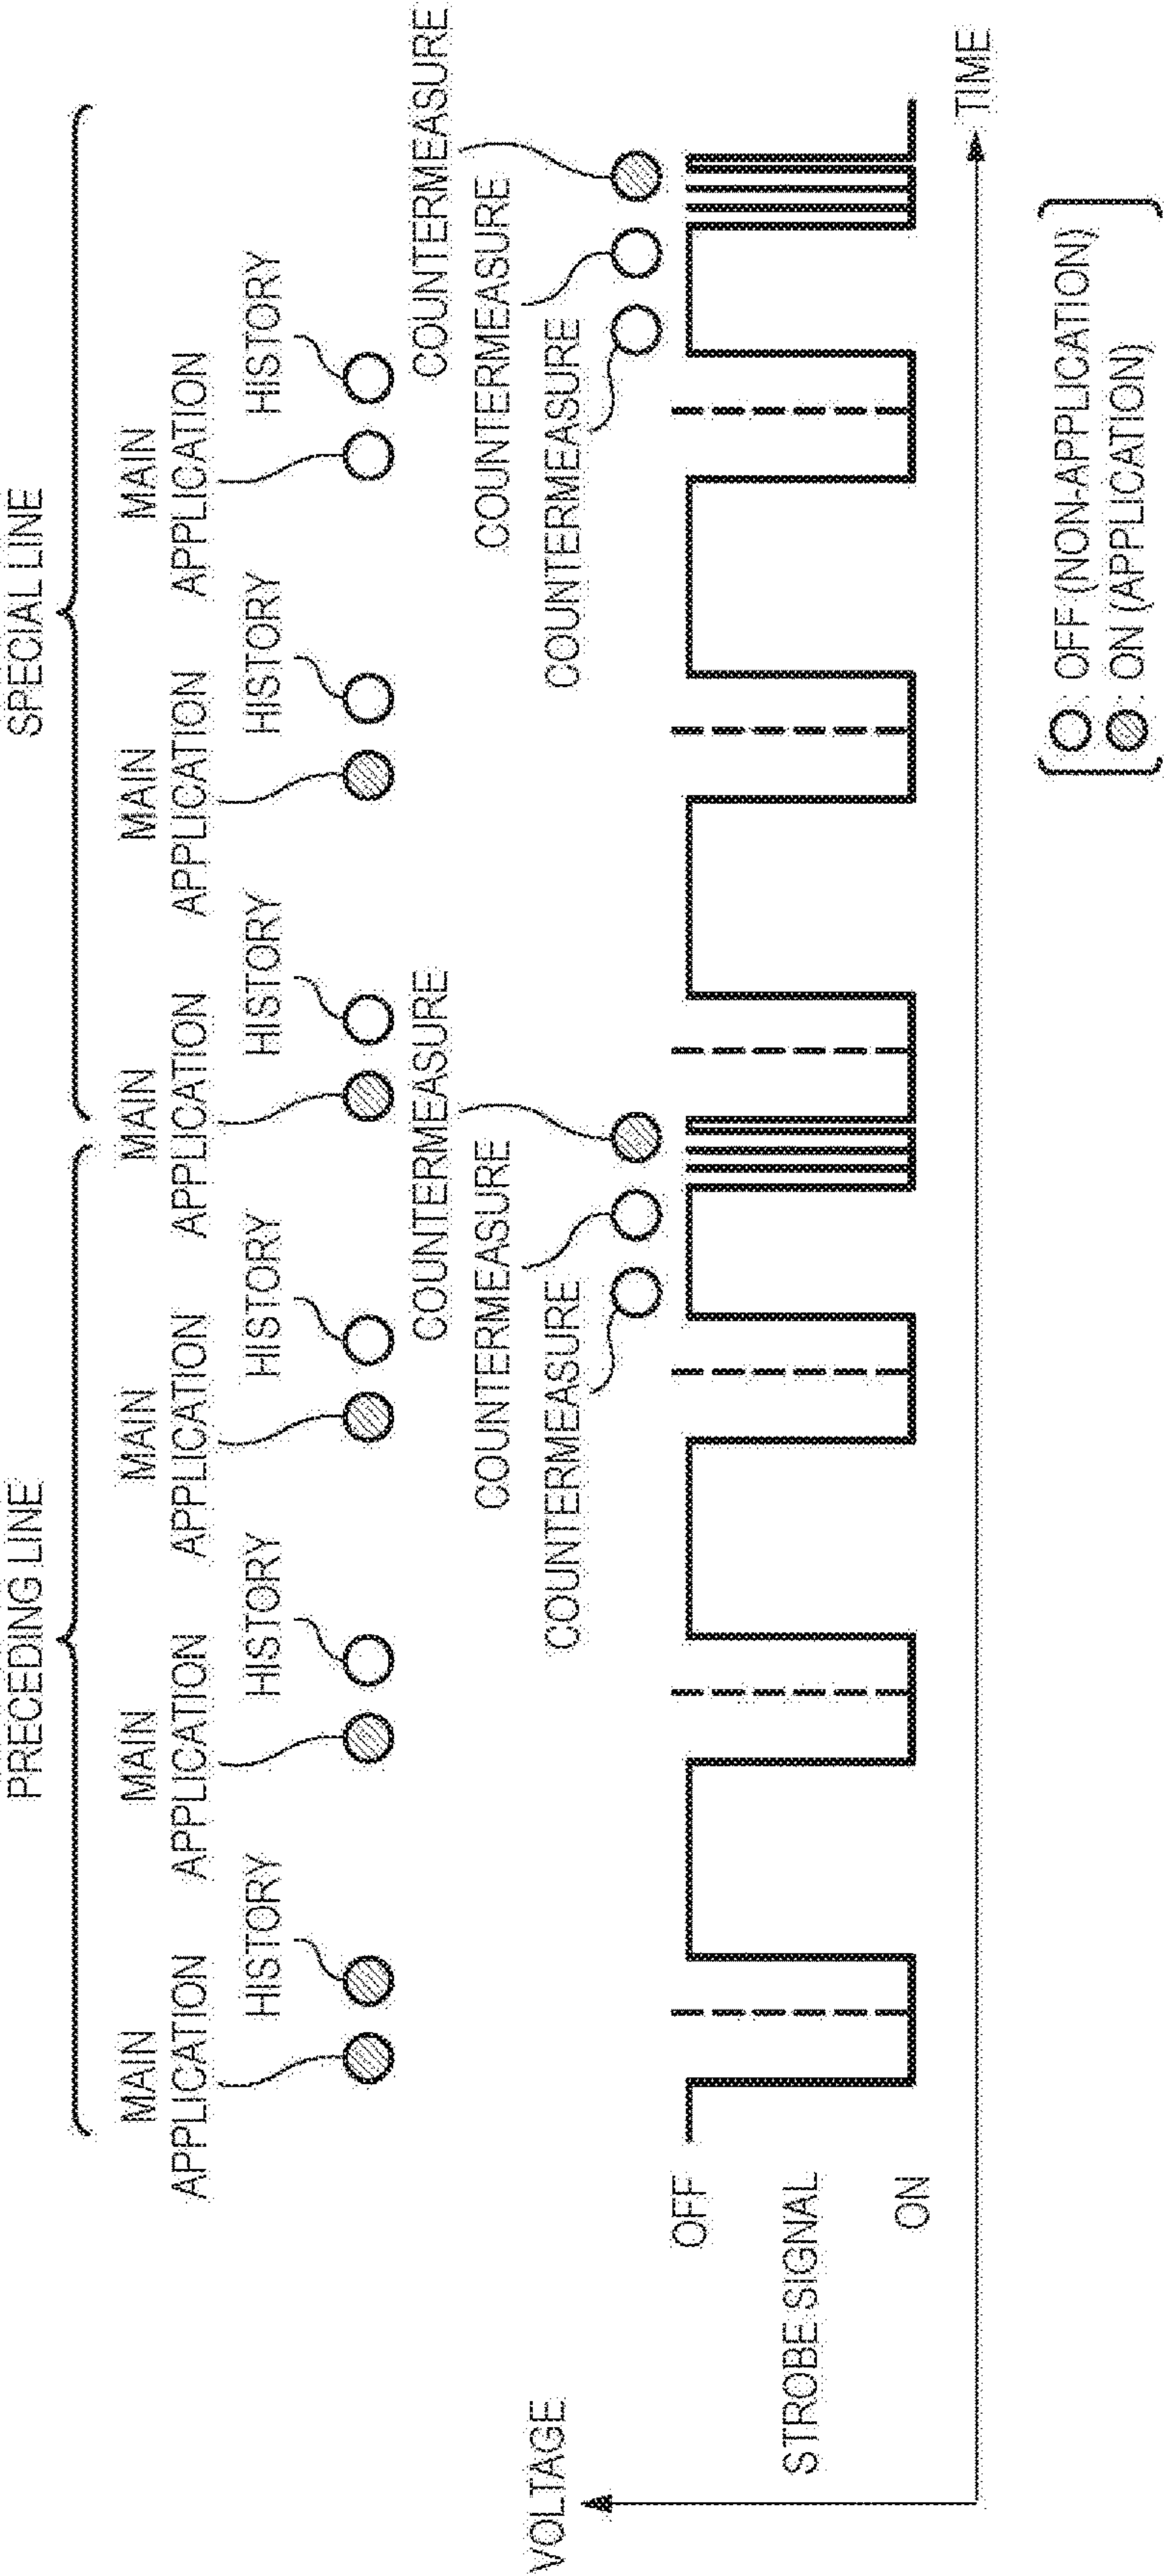 PRECEDING LINE
SPECIAL LINE
MAIN
APPLICATION
HISTORY
MAIN
APPLICATION
HISTORY
MAIN
APPLICATION
HISTORY
MAIN
APPLICATION
HISTORY
MAIN
APPLICATION
HISTORY
MAIN
APPLICATION
HISTORY
COUNTERMEASURE
COUNTERMEASURE
COUNTERMEASURE
COUNTERMEASURE
COUNTERMEASURE
COUNTERMEASURE
VOLTAGE
OFF
STROBE SIGNAL
ON
TIME
: OFF (NON-APPLICATION)
: ON (APPLICATION)